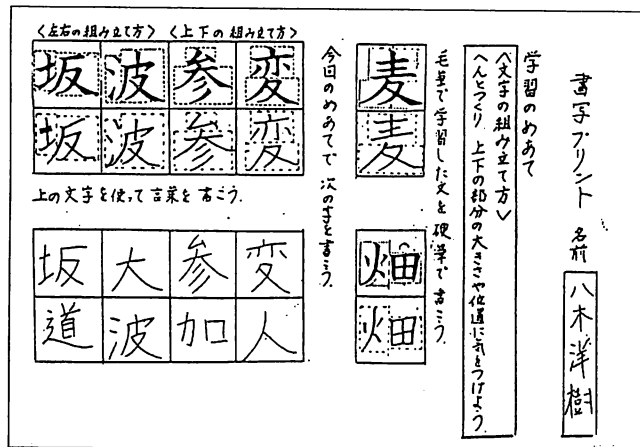 書写プリント 名前 八木洋樹
学習のめあて
〈文字の組み立て方〉
へんとつくり 上下の部分の大きさや位置に気をつけよう。
毛筆で学習した文を硬筆で書こう。
麦
麦
畑
畑
今回のめあてで次の字を書こう。
〈左右の組み立て方〉 〈上下の組み立て方〉
坂 波 参 変
坂 波 参 変
上の文字を使って言葉を書こう。
変人
参加
大波
坂道